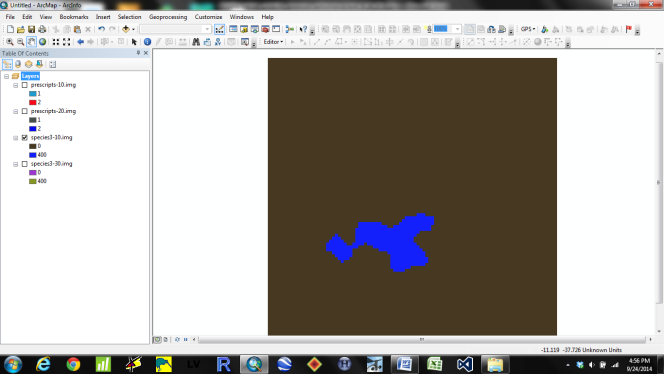 Untitled - ArcMap - ArcInfo
File Edit View Bookmarks Insert Selection Geoprocessing Customize Windows Help
GPS
Editor
Table Of Contents
Layers
prescripts-10.img
1
2
prescripts-20.img
1
2
species3-10.img
0
400
species3-30.img
0
400
-11.119 -37.726 Unknown Units
LV
R
H
4:56 PM
9/24/2014